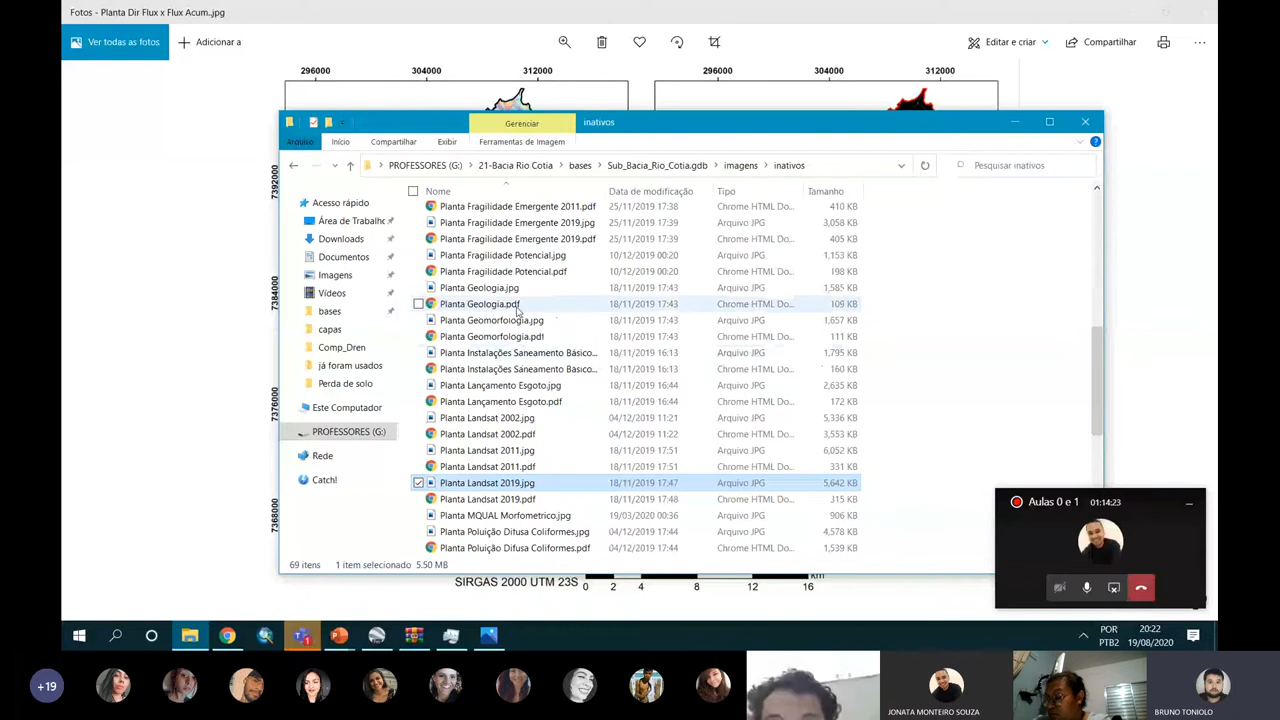 Fotos - Planta Dir Flux x Flux Acum..jpg
Ver todas as fotos
Adicionar a
Editar e criar
Compartilhar
296000 304000 312000
296000 304000 312000
7392000
7384000
7376000
7368000
Gerenciar
inativos
Arquivo Início Compartilhar Exibir Ferramentas de Imagem
PROFESSORES (G:) > 21-Bacia Rio Cotia > bases > Sub_Bacia_Rio_Cotia.gdb > imagens > inativos
Pesquisar inativos
Acesso rápido
Área de Trabalho
Downloads
Documentos
Imagens
Vídeos
bases
capas
Comp_Dren
já foram usados
Perda de solo
Este Computador
PROFESSORES (G:)
Rede
Catch!
Nome Data de modificação Tipo Tamanho
Planta Fragilidade Emergente 2011.pdf 25/11/2019 17:38 Chrome HTML Do... 410 KB
Planta Fragilidade Emergente 2019.jpg 25/11/2019 17:39 Arquivo JPG 3,058 KB
Planta Fragilidade Emergente 2019.pdf 25/11/2019 17:39 Chrome HTML Do... 405 KB
Planta Fragilidade Potencial.jpg 10/12/2019 00:20 Arquivo JPG 1,153 KB
Planta Fragilidade Potencial.pdf 10/12/2019 00:20 Chrome HTML Do... 198 KB
Planta Geologia.jpg 18/11/2019 17:43 Arquivo JPG 1,585 KB
Planta Geologia.pdf 18/11/2019 17:43 Chrome HTML Do... 109 KB
Planta Geomorfologia.jpg 18/11/2019 17:43 Arquivo JPG 1,657 KB
Planta Geomorfologia.pdf 18/11/2019 17:43 Chrome HTML Do... 111 KB
Planta Instalações Saneamento Básico... 18/11/2019 16:13 Arquivo JPG 1,795 KB
Planta Instalações Saneamento Básico... 18/11/2019 16:13 Chrome HTML Do... 160 KB
Planta Lançamento Esgoto.jpg 18/11/2019 16:44 Arquivo JPG 2,635 KB
Planta Lançamento Esgoto.pdf 18/11/2019 16:44 Chrome HTML Do... 172 KB
Planta Landsat 2002.jpg 04/12/2019 11:21 Arquivo JPG 5,336 KB
Planta Landsat 2002.pdf 04/12/2019 11:22 Chrome HTML Do... 3,553 KB
Planta Landsat 2011.jpg 18/11/2019 17:51 Arquivo JPG 6,052 KB
Planta Landsat 2011.pdf 18/11/2019 17:51 Chrome HTML Do... 331 KB
Planta Landsat 2019.jpg 18/11/2019 17:47 Arquivo JPG 5,642 KB
Planta Landsat 2019.pdf 18/11/2019 17:48 Chrome HTML Do... 315 KB
Planta MQUAL Morfometrico.jpg 19/03/2020 00:36 Arquivo JPG 906 KB
Planta Poluição Difusa Coliformes.jpg 04/12/2019 17:44 Arquivo JPG 4,578 KB
Planta Poluição Difusa Coliformes.pdf 04/12/2019 17:44 Chrome HTML Do... 1,539 KB
69 itens 1 item selecionado 5.50 MB
SIRGAS 2000 UTM 23S
km
0 2 4 8 12 16
Aulas 0 e 1 01:14:23
POR
PTB2
20:22
19/08/2020
+19
JONATA MONTEIRO SOUZA
BRUNO TONIOLO